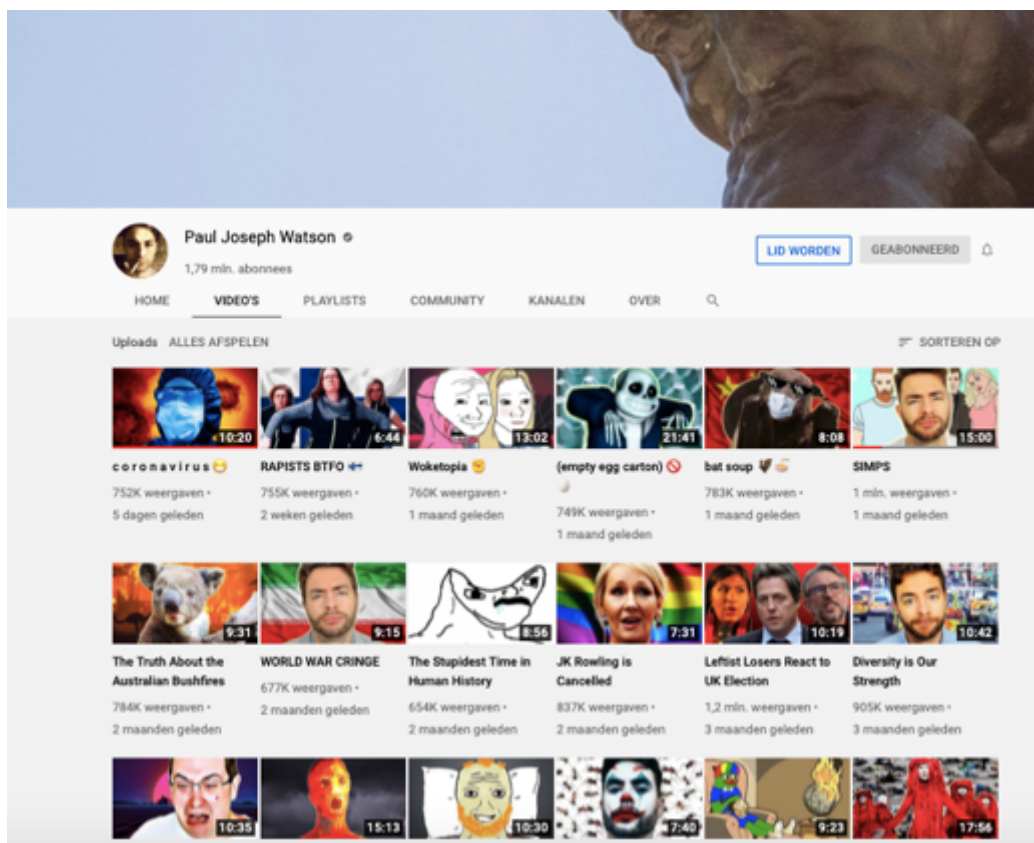 Paul Joseph Watson
1,79 mln. abonnees
LID WORDEN
GEABONNEERD
HOME VIDEO'S PLAYLISTS COMMUNITY KANALEN OVER
Uploads ALLES AFSPELEN
SORTEREN OP
10:20 6:44 13:02 21:41 8:08 15:00
coronavirus😷 RAPISTS BTFO 🇫🇮 Woketopia ✊ (empty egg carton) 🚫 bat soup 🦇 🍜 SIMPS
🥚
752K weergaven • 755K weergaven • 760K weergaven • 749K weergaven • 783K weergaven • 1 mln. weergaven •
5 dagen geleden 2 weken geleden 1 maand geleden 1 maand geleden 1 maand geleden 1 maand geleden
9:31 9:15 8:56 7:31 10:19 10:42
The Truth About the WORLD WAR CRINGE The Stupidest Time in JK Rowling is Leftist Losers React to Diversity is Our
Australian Bushfires Human History Cancelled UK Election Strength
784K weergaven • 677K weergaven • 654K weergaven • 837K weergaven • 1,2 mln. weergaven • 905K weergaven •
2 maanden geleden 2 maanden geleden 2 maanden geleden 2 maanden geleden 3 maanden geleden 3 maanden geleden
10:35 15:13 10:30 7:40 9:23 17:56